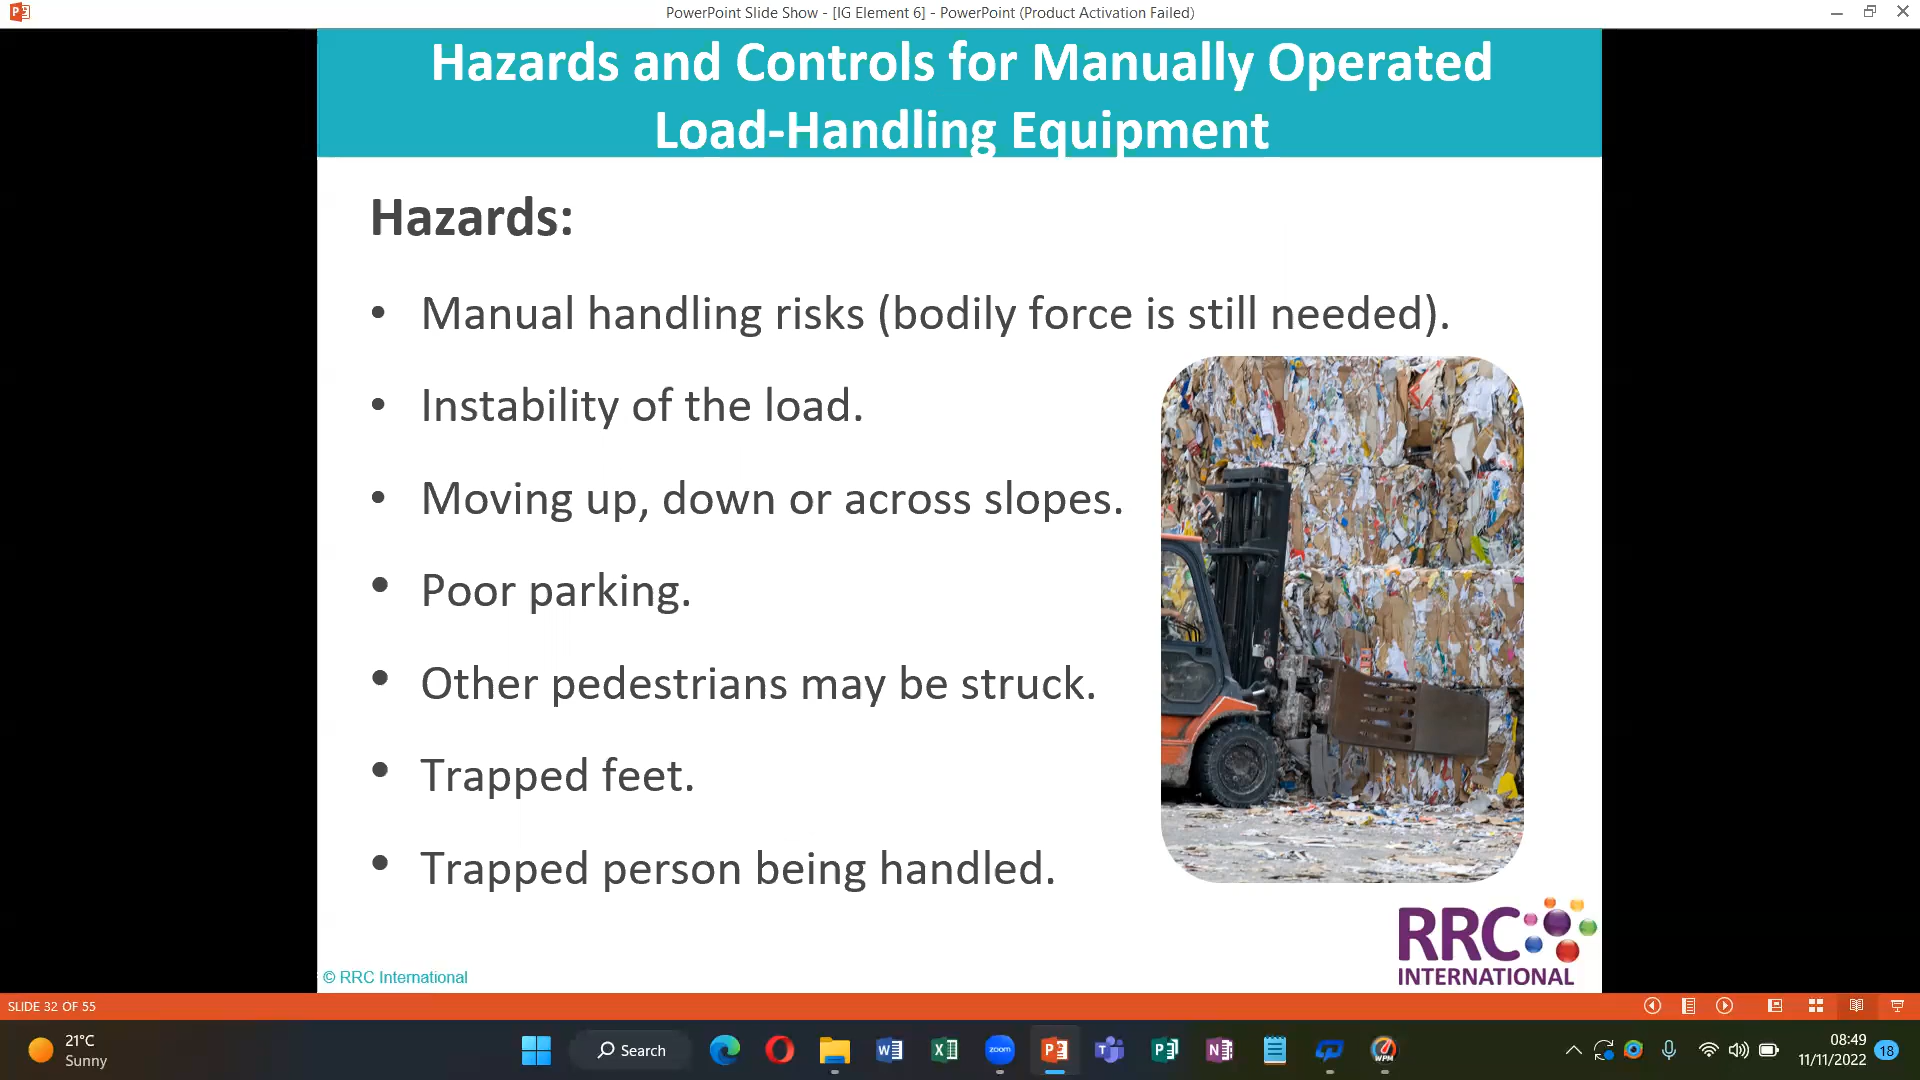 PowerPoint Slide Show - [IG Element 6] - PowerPoint (Product Activation Failed)
Hazards and Controls for Manually Operated
Load-Handling Equipment
Hazards:
• Manual handling risks (bodily force is still needed).
• Instability of the load.
• Moving up, down or across slopes.
• Poor parking.
• Other pedestrians may be struck.
• Trapped feet.
• Trapped person being handled.
RRC
INTERNATIONAL
© RRC International
SLIDE 32 OF 55
21°C
Sunny
Search
zoom
WPM
08:49
11/11/2022
18